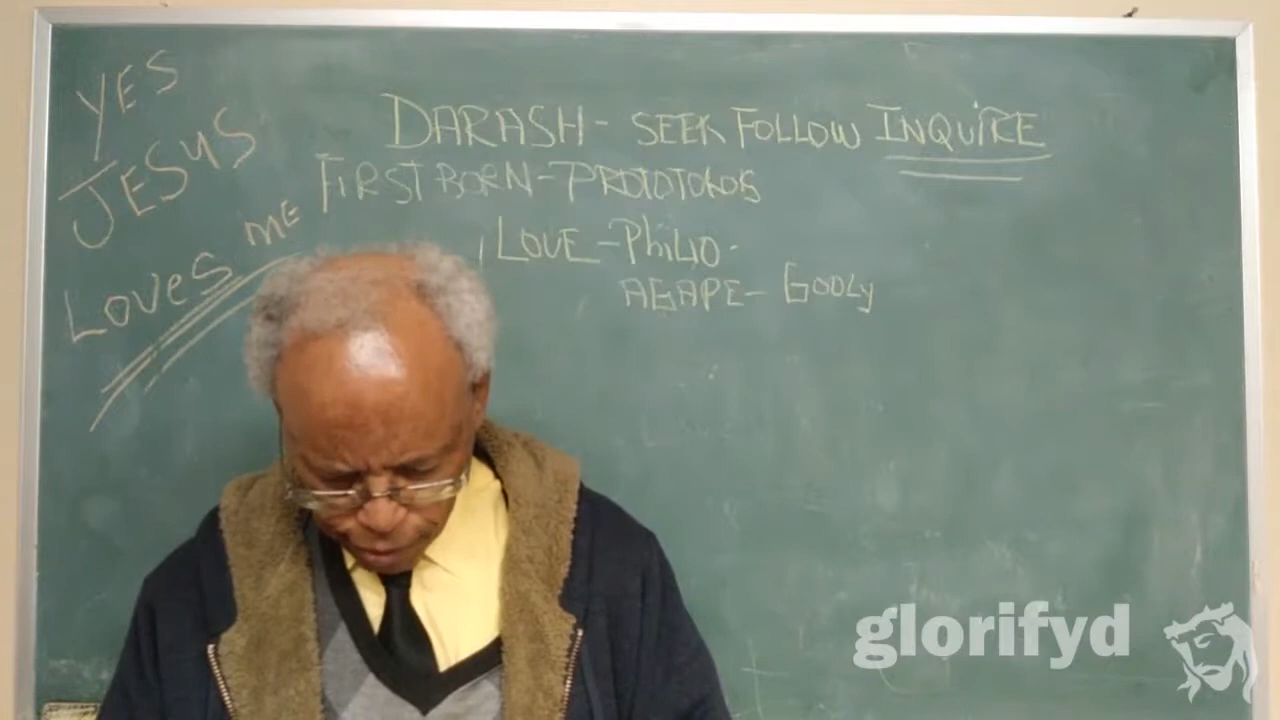 YES
JESUS
LOVES ME
DARASH - SEEK FOLLOW INQUIRE
FIRST BORN - PROTOTOKOS
LOVE - PHILIO -
AGAPE - GODLY
glorifyd